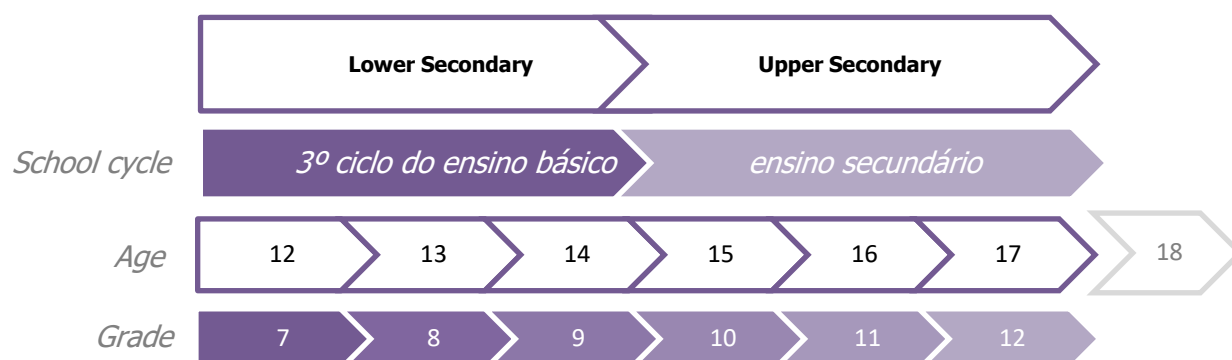 Lower Secondary Upper Secondary
School cycle 3º ciclo do ensino básico ensino secundário
Age 12 13 14 15 16 17 18
Grade 7 8 9 10 11 12